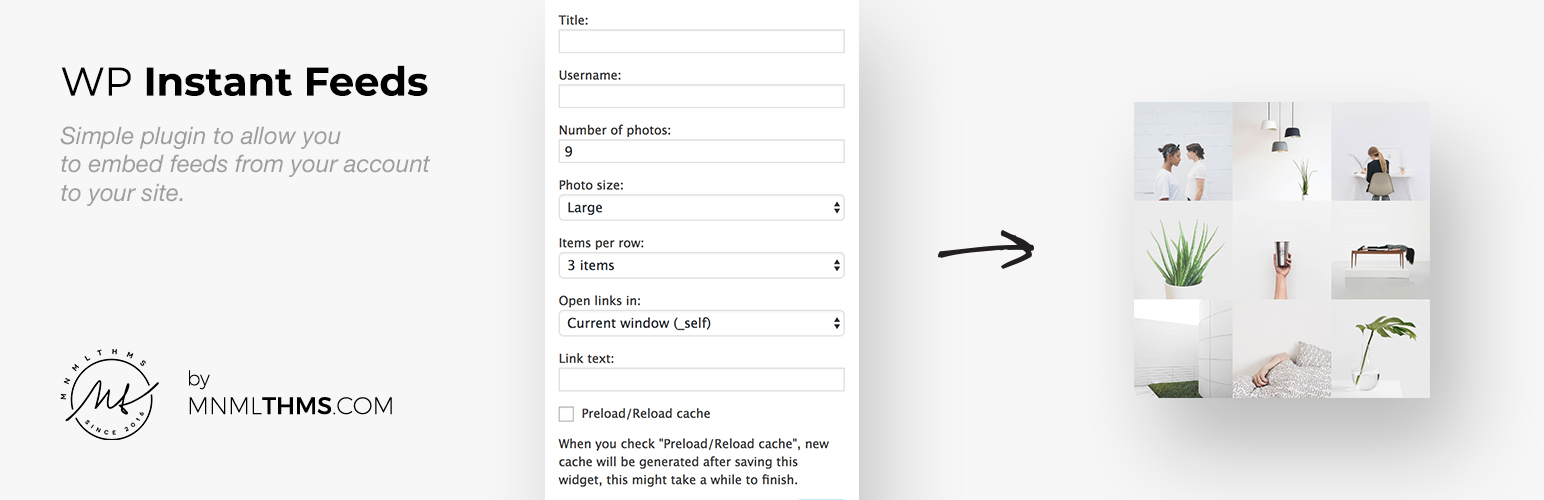 WP Instant Feeds
Simple plugin to allow you
to embed feeds from your account
to your site.
MNMLTHMS
SINCE 2016
by
MNMLTHMS.COM
Title:
Username:
Number of photos:
9
Photo size:
Large
Items per row:
3 items
Open links in:
Current window (_self)
Link text:
Preload/Reload cache
When you check "Preload/Reload cache", new
cache will be generated after saving this
widget, this might take a while to finish.